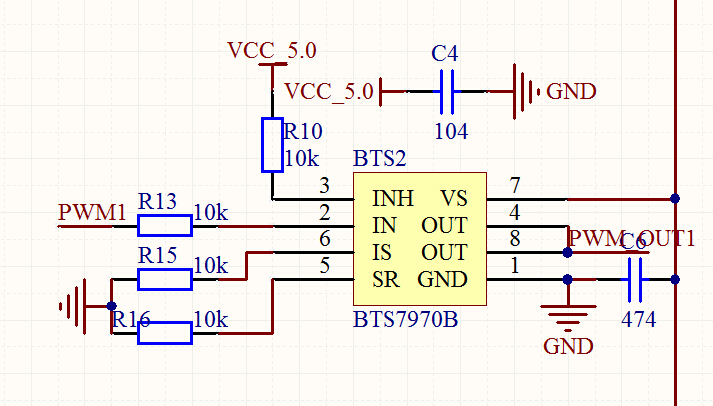 VCC_5.0
C4
VCC_5.0
GND
104
R10
10k
BTS2
3
INH
VS
7
PWM1
R13
10k
2
IN
OUT
4
6
IS
OUT
8
PWM_OUT1
C6
R15
10k
5
SR
GND
1
R16
10k
BTS7970B
474
GND